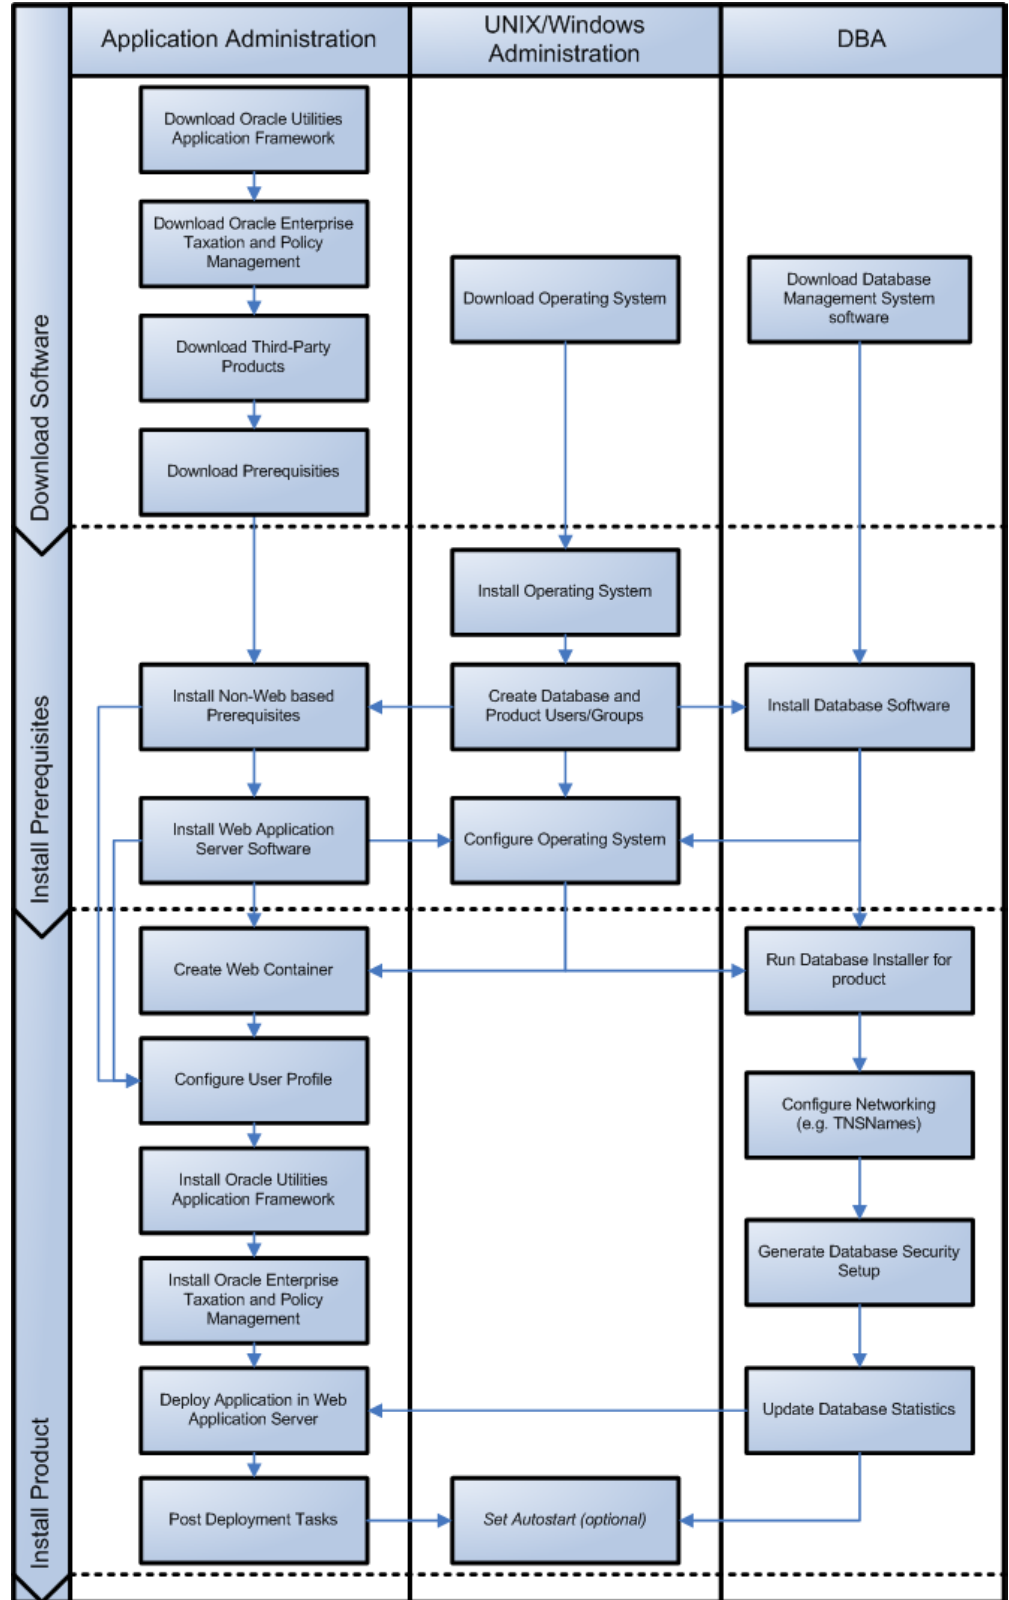 Application Administration
UNIX/Windows
Administration
DBA
Download Software
Download Oracle Utilities
Application Framework
Download Oracle Enterprise
Taxation and Policy
Management
Download Operating System
Download Database
Management System
software
Download Third-Party
Products
Download Prerequisities
Install Prerequisites
Install Operating System
Install Non-Web based
Prerequisites
Create Database and
Product Users/Groups
Install Database Software
Install Web Application
Server Software
Configure Operating System
Install Product
Create Web Container
Run Database Installer for
product
Configure User Profile
Configure Networking
(e.g. TNSNames)
Install Oracle Utilities
Application Framework
Generate Database Security
Setup
Install Oracle Enterprise
Taxation and Policy
Management
Deploy Application in Web
Application Server
Update Database Statistics
Post Deployment Tasks
Set Autostart (optional)